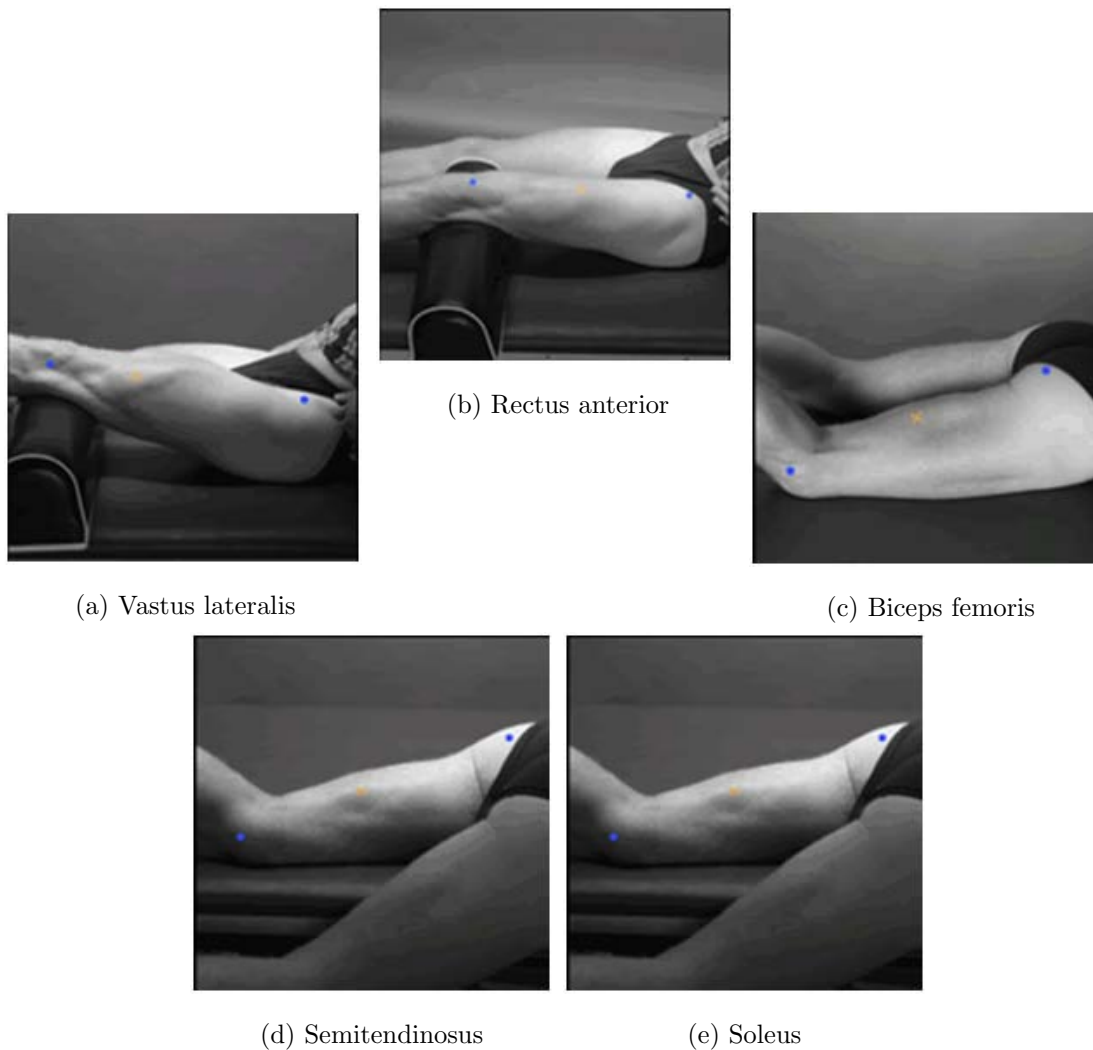 (b) Rectus anterior
(a) Vastus lateralis
(c) Biceps femoris
(d) Semitendinosus
(e) Soleus